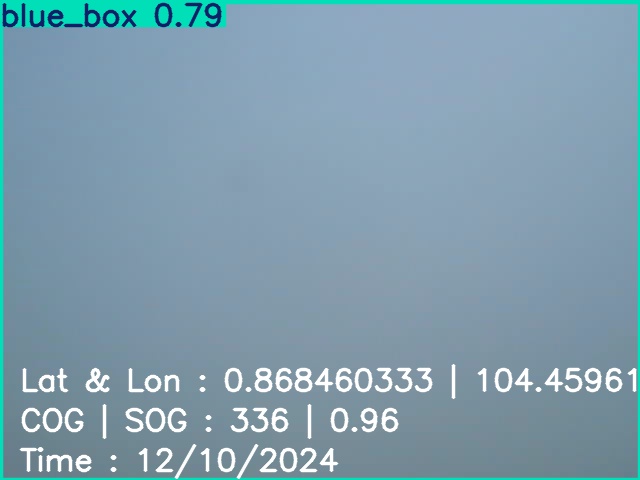 blue_box 0.79
Lat & Lon : 0.868460333 | 104.45961
COG | SOG : 336 | 0.96
Time : 12/10/2024